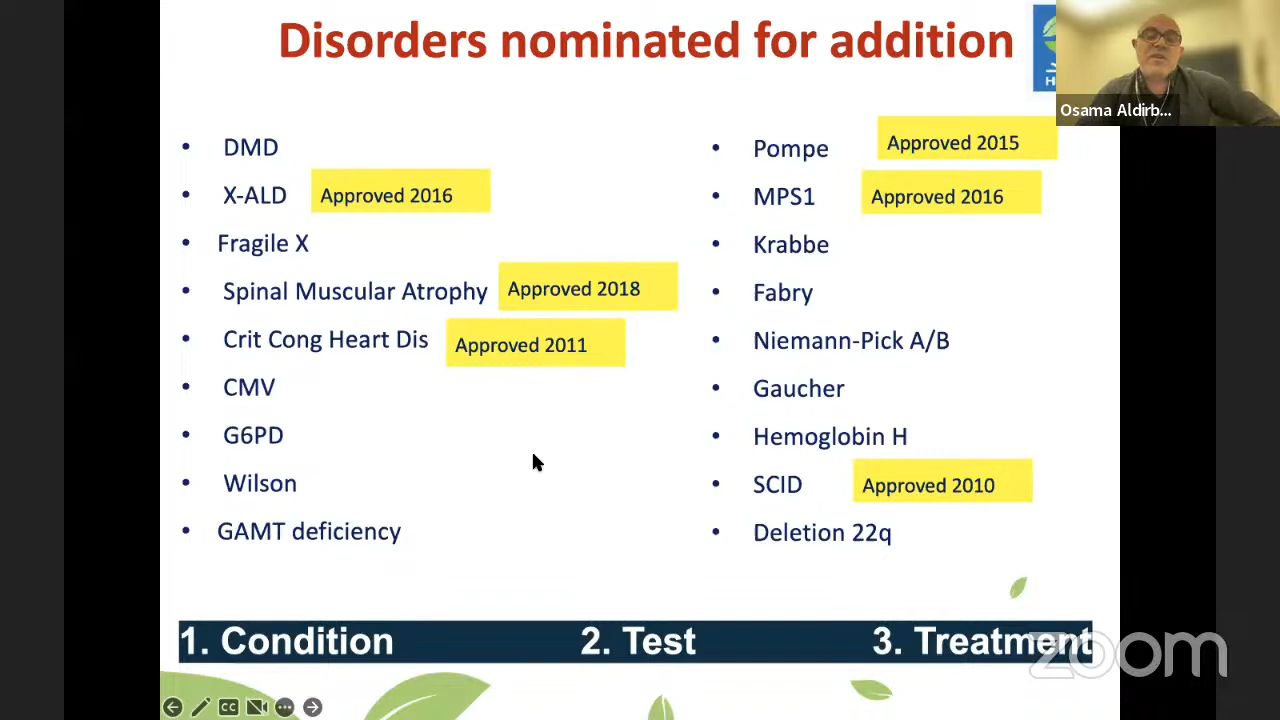 Disorders nominated for addition
H
Osama Aldirb...
• DMD
• X-ALD Approved 2016
• Fragile X
• Spinal Muscular Atrophy Approved 2018
• Crit Cong Heart Dis Approved 2011
• CMV
• G6PD
• Wilson
• GAMT deficiency
• Pompe Approved 2015
• MPS1 Approved 2016
• Krabbe
• Fabry
• Niemann-Pick A/B
• Gaucher
• Hemoglobin H
• SCID Approved 2010
• Deletion 22q
1. Condition 2. Test 3. Treatment
zoom
CC